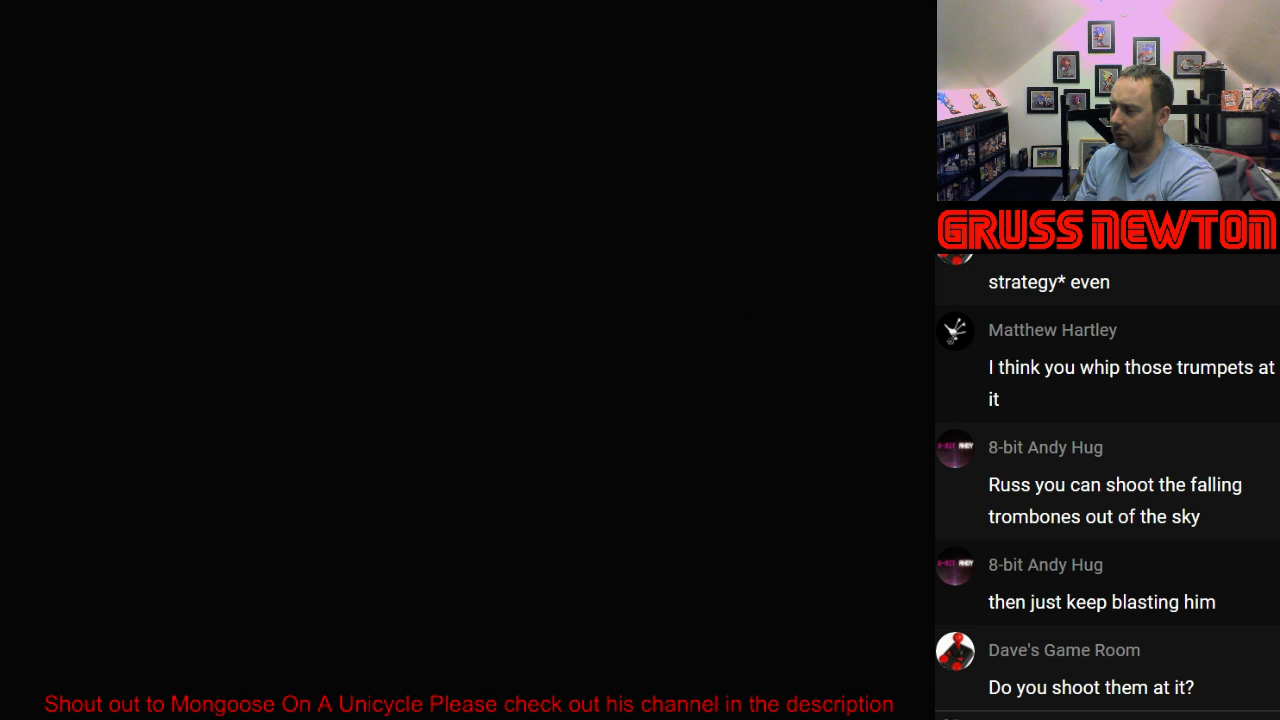 GRUSS NEWTON
strategy* even
Matthew Hartley
I think you whip those trumpets at
it
8-bit Andy Hug
Russ you can shoot the falling
trombones out of the sky
8-bit Andy Hug
then just keep blasting him
Dave's Game Room
Do you shoot them at it?
Shout out to Mongoose On A Unicycle Please check out his channel in the description